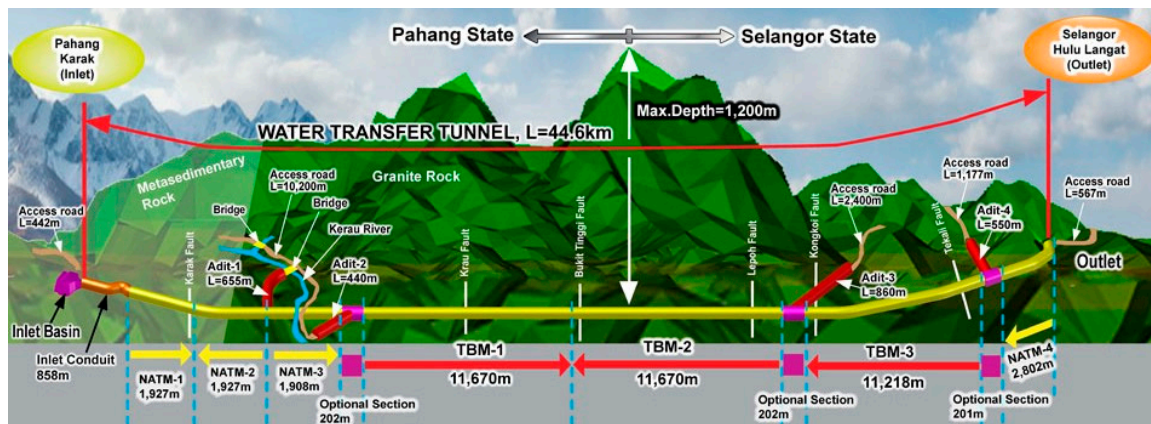 Pahang
Karak
(Inlet)
Pahang State
Selangor State
Selangor
Hulu Langat
(Outlet)
Max.Depth=1,200m
WATER TRANSFER TUNNEL, L=44.6km
Metasedimentary
Rock
Granite Rock
Access road
L=442m
Bridge
Access road
L=10,200m
Bridge
Kerau River
Adit-1
L=655m
Adit-2
L=440m
Karak Fault
Krau Fault
Bukit Tinggi Fault
Lepoh Fault
Kongkoi Fault
Access road
L=2,400m
Adit-3
L=860m
Access road
L=1,177m
Tekali Fault
Adit-4
L=550m
Access road
L=567m
Outlet
Inlet Basin
Inlet Conduit
858m
NATM-1
1,927m
NATM-2
1,927m
NATM-3
1,908m
Optional Section
202m
TBM-1
11,670m
TBM-2
11,670m
Optional Section
202m
TBM-3
11,218m
Optional Section
201m
NATM-4
2,802m